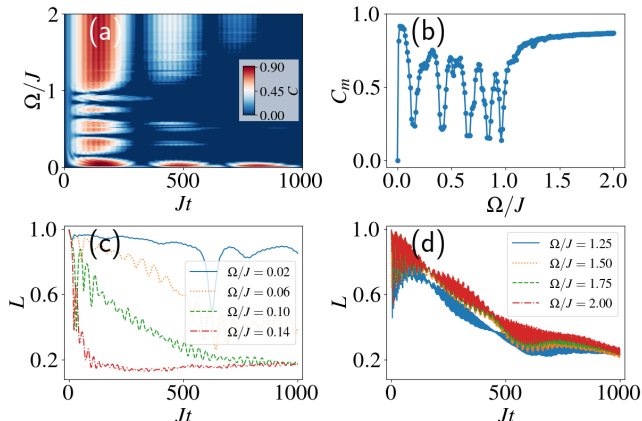 2
(a)
0.90
0.45
0.00
C
Ω/J
1
0
0
500
1000
Jt
1.0
(b)
C_m
0.5
0.0
0.0
0.5
1.0
1.5
2.0
Ω/J
1.0
(c)
L
0.6
0.2
Ω/J = 0.02
Ω/J = 0.06
Ω/J = 0.10
Ω/J = 0.14
0
500
1000
Jt
1.0
(d)
L
0.6
0.2
Ω/J = 1.25
Ω/J = 1.50
Ω/J = 1.75
Ω/J = 2.00
0
500
1000
Jt